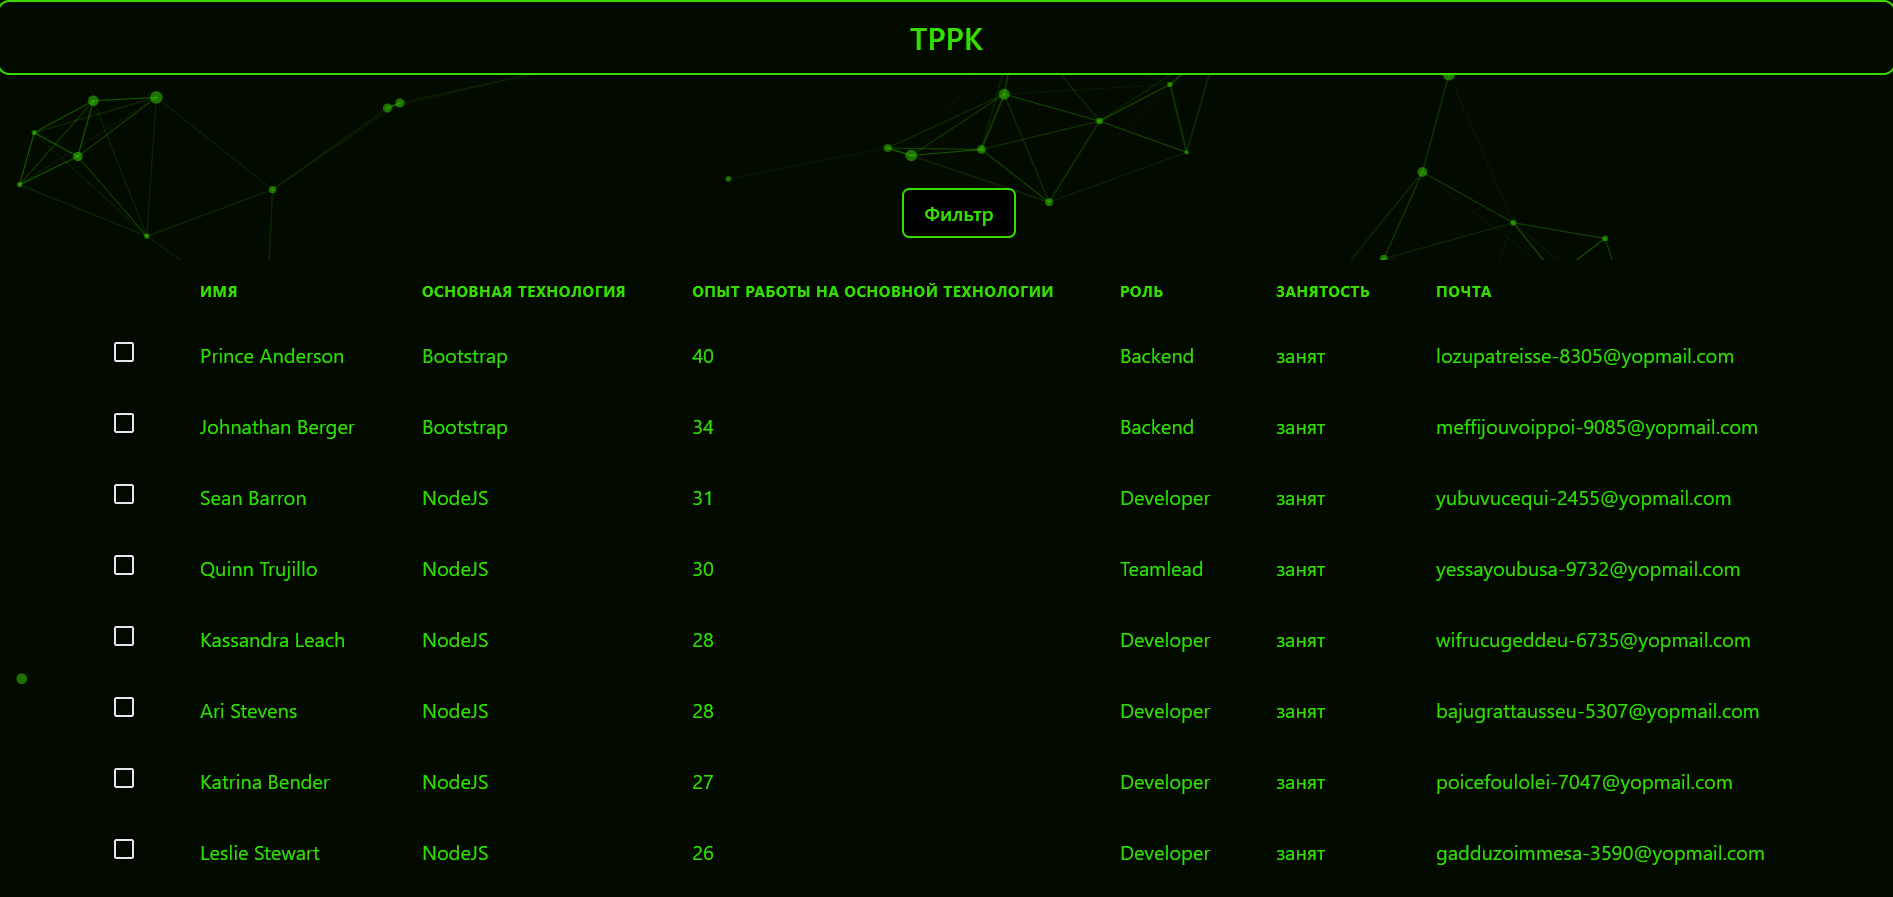 ТРРК
Фильтр
ИМЯ ОСНОВНАЯ ТЕХНОЛОГИЯ ОПЫТ РАБОТЫ НА ОСНОВНОЙ ТЕХНОЛОГИИ РОЛЬ ЗАНЯТОСТЬ ПОЧТА
Prince Anderson Bootstrap 40 Backend занят lozupatreisse-8305@yopmail.com
Johnathan Berger Bootstrap 34 Backend занят meffijouvoippoi-9085@yopmail.com
Sean Barron NodeJS 31 Developer занят yubuvucequi-2455@yopmail.com
Quinn Trujillo NodeJS 30 Teamlead занят yessayoubusa-9732@yopmail.com
Kassandra Leach NodeJS 28 Developer занят wifrucugeddeu-6735@yopmail.com
Ari Stevens NodeJS 28 Developer занят bajugrattausseu-5307@yopmail.com
Katrina Bender NodeJS 27 Developer занят poicefoulolei-7047@yopmail.com
Leslie Stewart NodeJS 26 Developer занят gadduzoimmesa-3590@yopmail.com